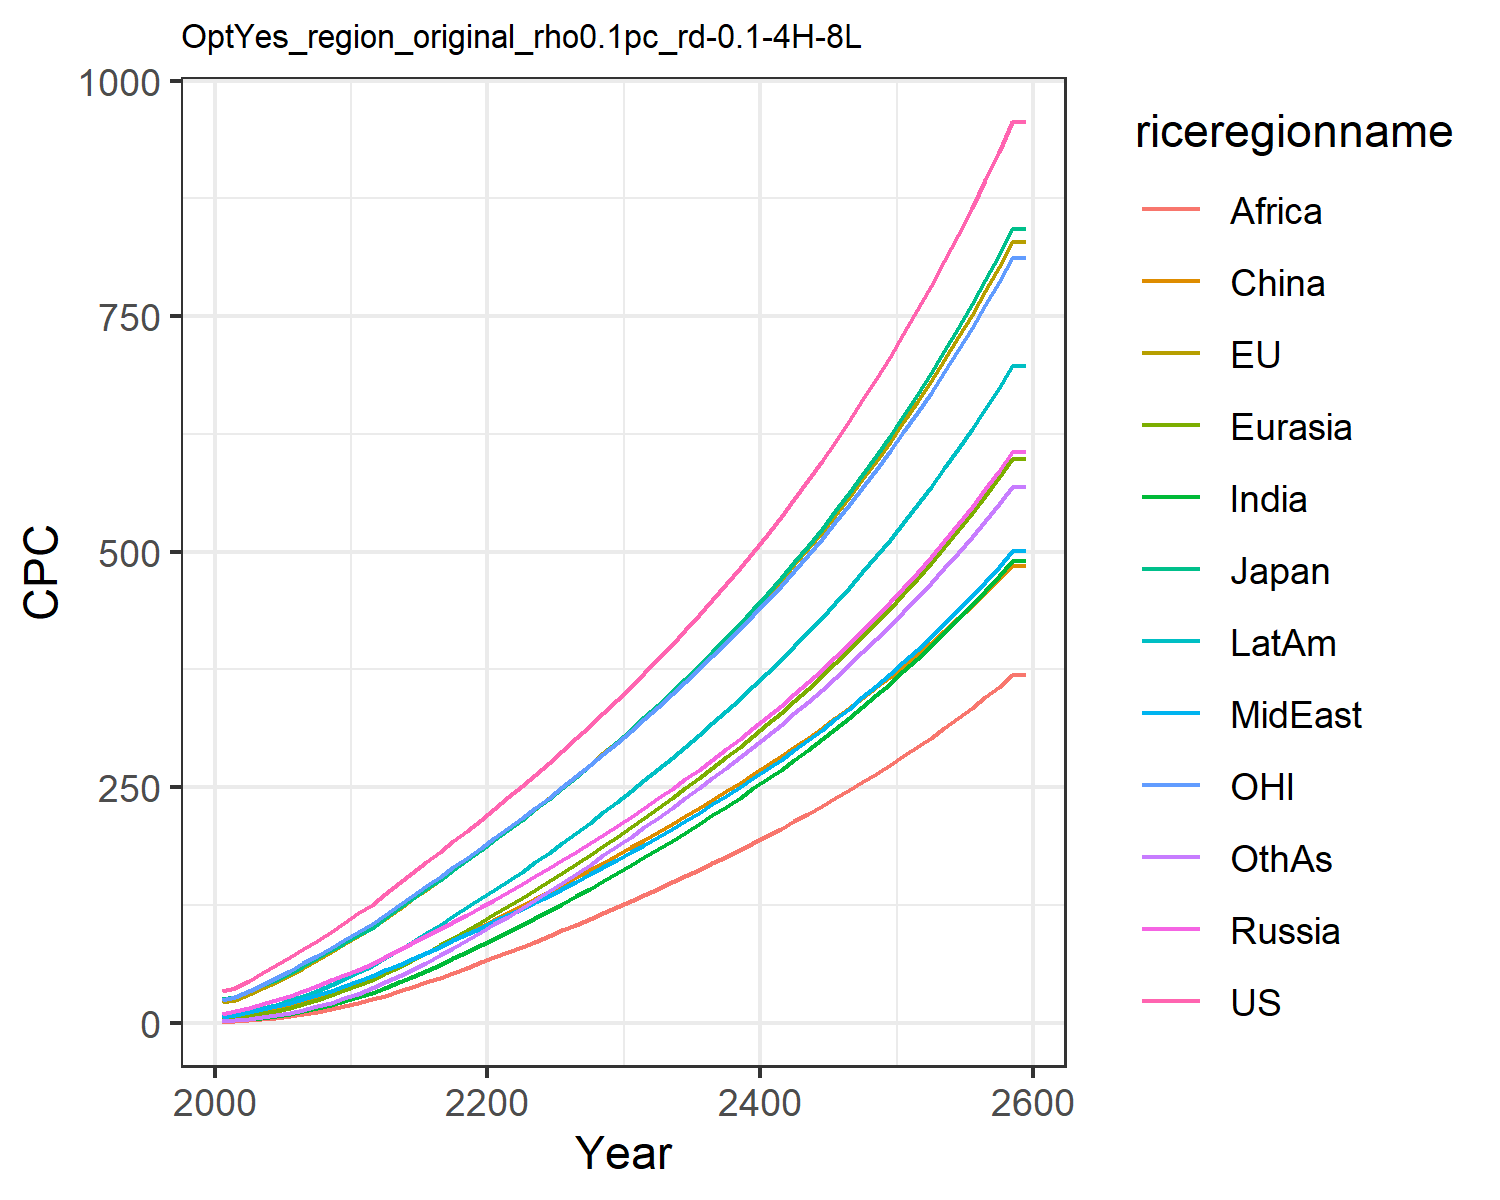 OptYes_region_original_rho0.1pc_rd-0.1-4H-8L
1000
750
500
250
0
CPC
2000 2200 2400 2600
Year
riceregionname
Africa
China
EU
Eurasia
India
Japan
LatAm
MidEast
OHI
OthAs
Russia
US